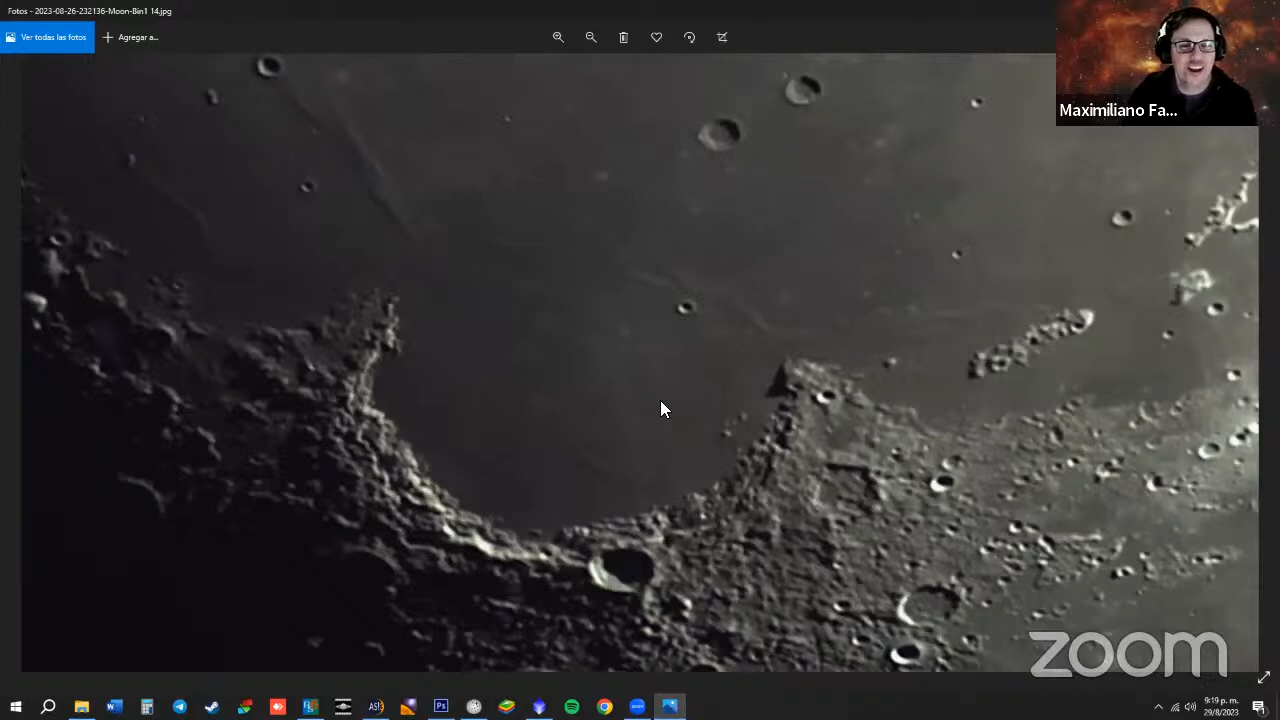 Fotos - 2023-08-26-232136-Moon-Bin1 14.jpg
Ver todas las fotos
Agregar a...
Maximiliano Fa...
zoom
9:19 p. m.
29/8/2023